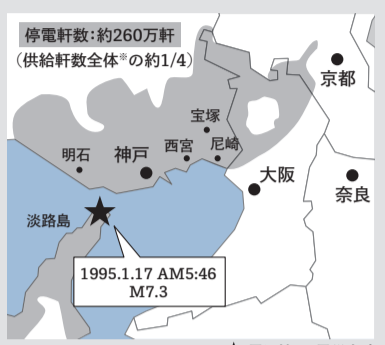 停電軒数：約260万軒
（供給軒数全体※の約1/4）
京都
宝塚
明石
神戸
西宮
尼崎
大阪
奈良
淡路島
1995.1.17 AM5:46
M7.3